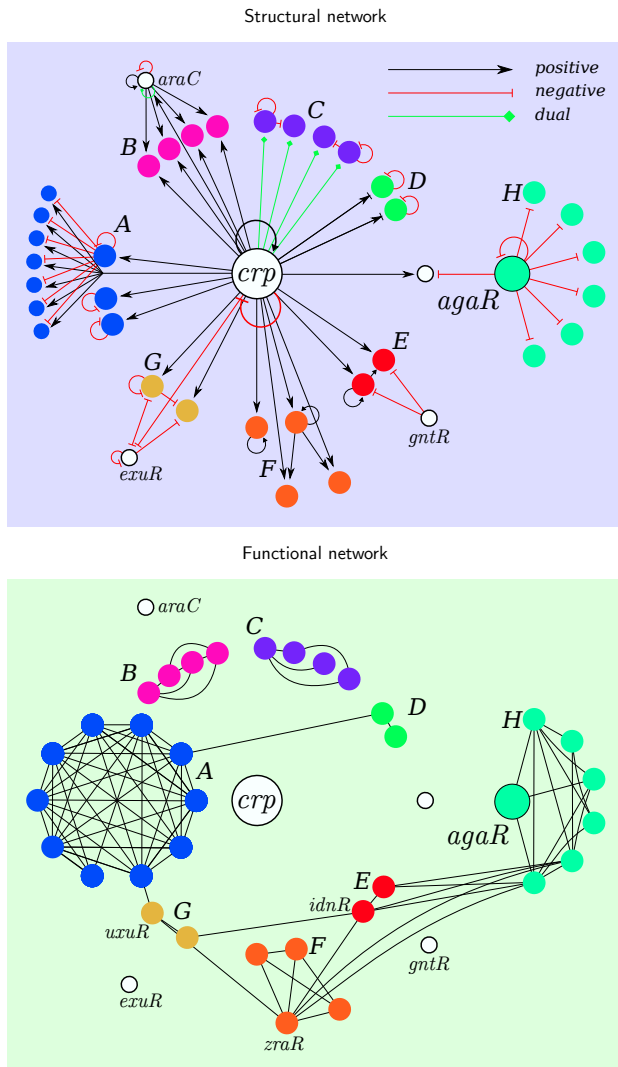 Structural network
araC
positive
negative
dual
C
B
D
H
A
crp
agaR
E
G
gntR
F
exuR
Functional network
araC
C
B
D
H
A
crp
agaR
E
idnR
G
uxuR
F
gntR
exuR
zraR